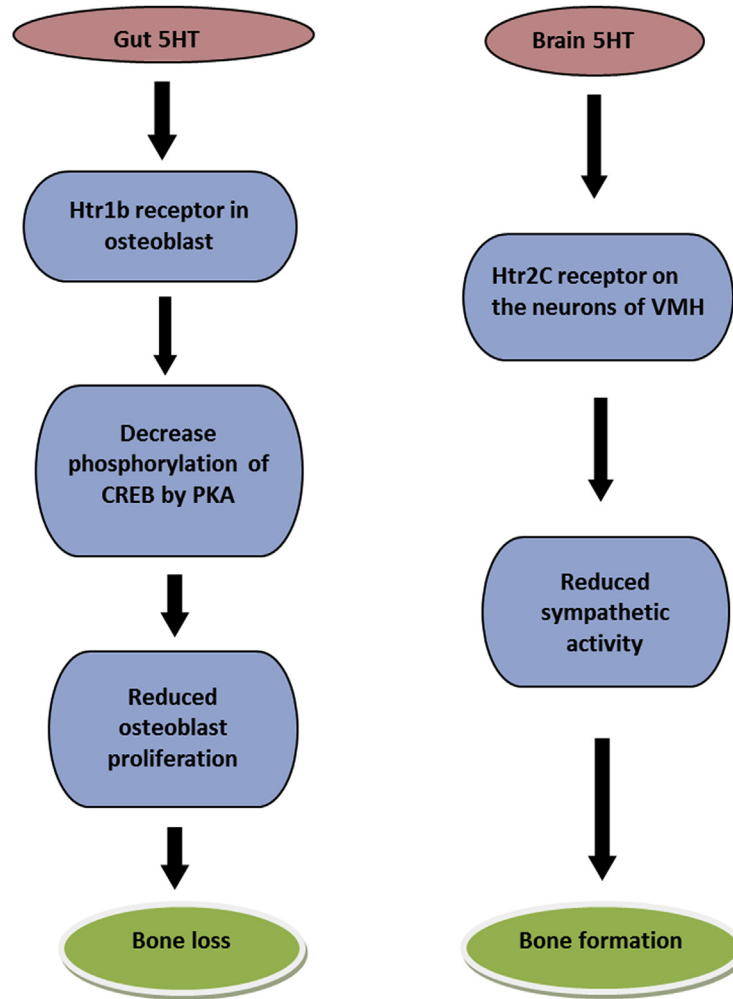 Gut 5HT
Htr1b receptor in
osteoblast
Decrease
phosphorylation of
CREB by PKA
Reduced
osteoblast
proliferation
Bone loss
Brain 5HT
Htr2C receptor on
the neurons of VMH
Reduced
sympathetic
activity
Bone formation